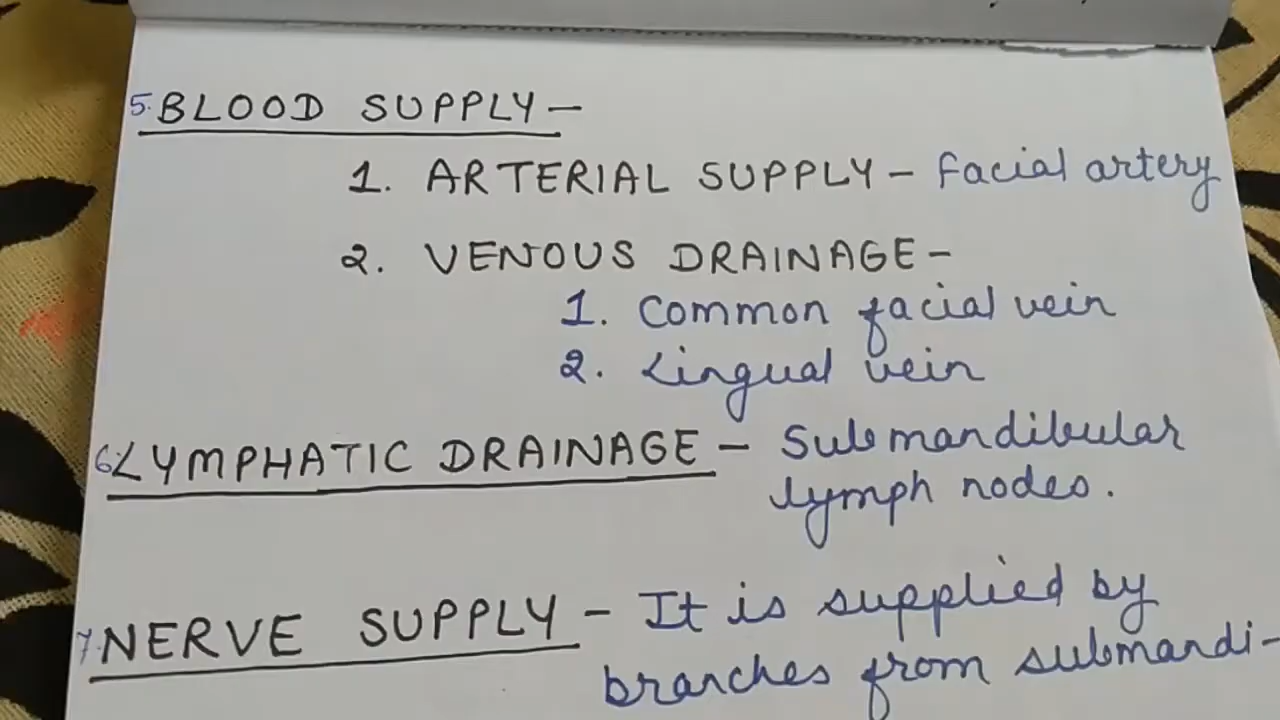 5. BLOOD SUPPLY-
1. ARTERIAL SUPPLY - Facial artery
2. VENOUS DRAINAGE-
1. Common facial vein
2. Lingual vein
6. LYMPHATIC DRAINAGE - Submandibular
lymph nodes.
7. NERVE SUPPLY - It is supplied by
branches from submandi-